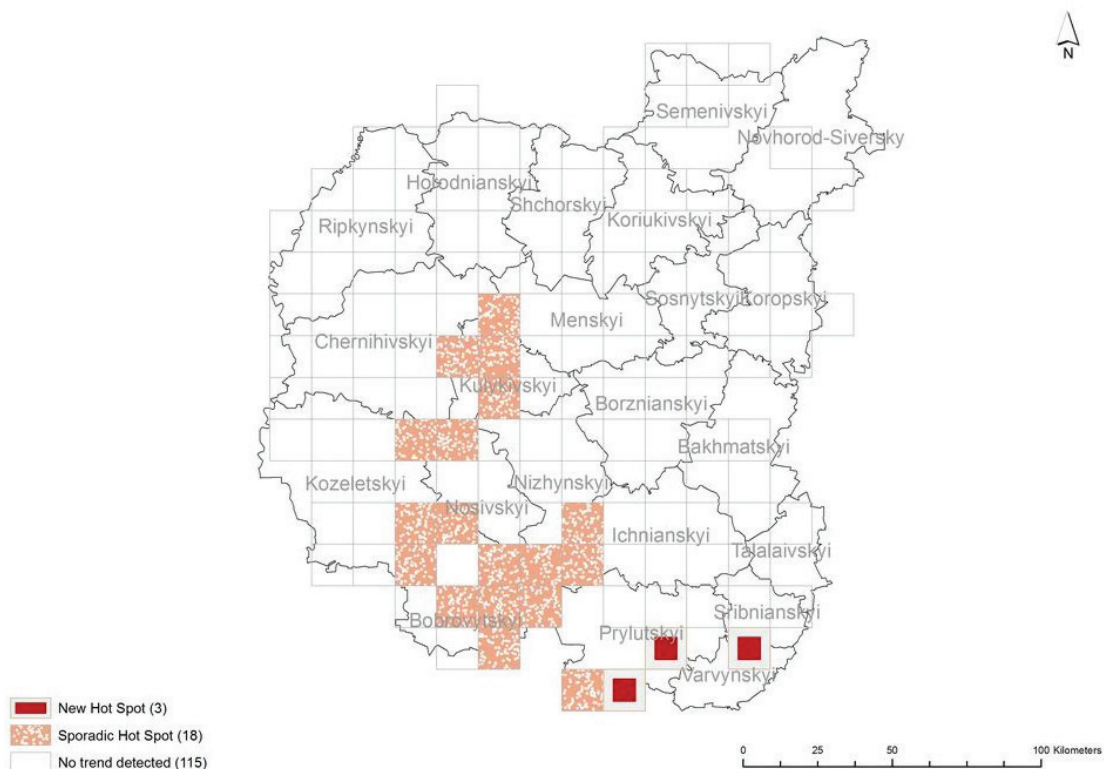 N
Semenivskyi
Novhorod-Siversky
Horodnianskyi
Shchorskyi
Koriukivskyi
Ripkynskyi
Sosnytskyi
Koropskyi
Menskyi
Chernihivskyi
Kulykivskyi
Borznianskyi
Bakhmatskyi
Kozeletskyi
Nizhynskyi
Nosivskyi
Ichnianskyi
Talalaivskyi
Sribnianskyi
Bobrovytskyi
Prylutskyi
Varvynskyi
New Hot Spot (3)
Sporadic Hot Spot (18)
No trend detected (115)
0 25 50 100 Kilometers